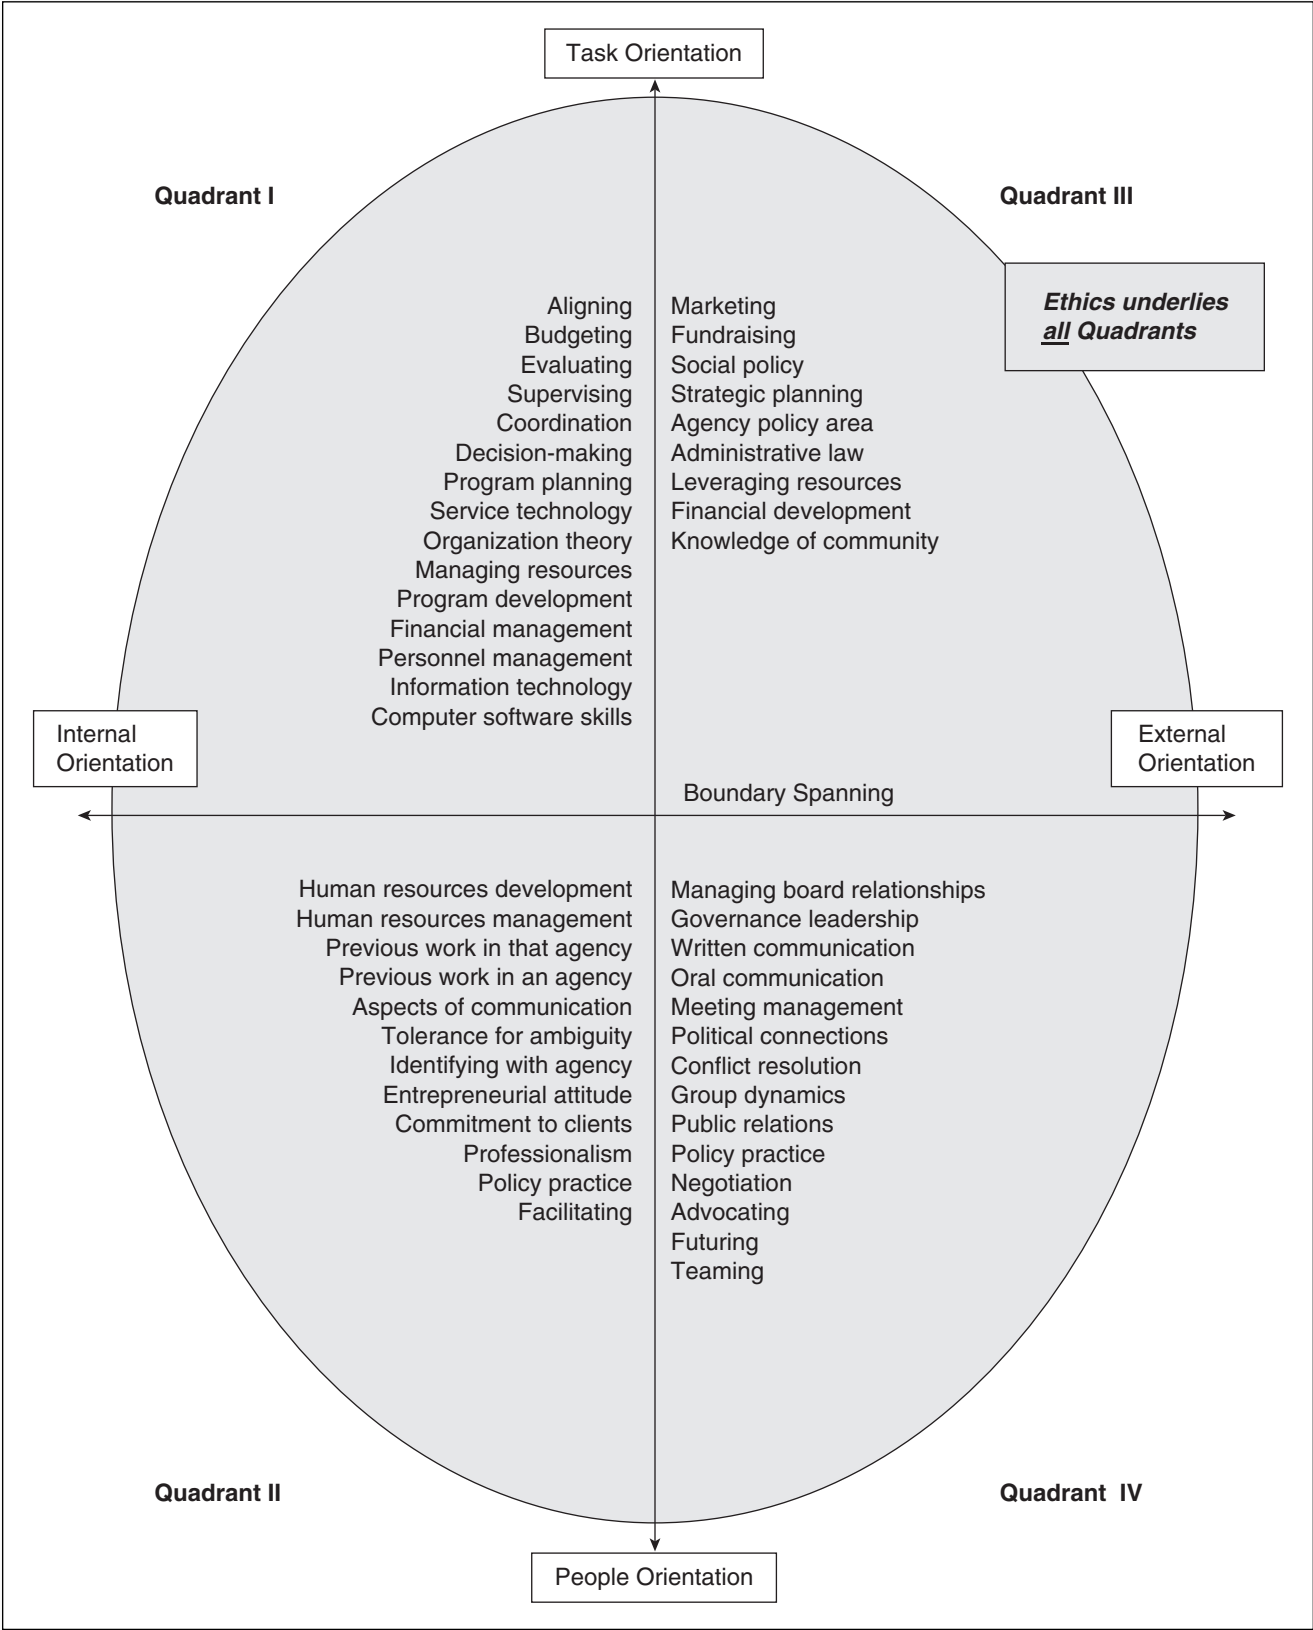 Task Orientation
Quadrant I
Quadrant III
Ethics underlies
all Quadrants
Aligning
Budgeting
Evaluating
Supervising
Coordination
Decision-making
Program planning
Service technology
Organization theory
Managing resources
Program development
Financial management
Personnel management
Information technology
Computer software skills
Marketing
Fundraising
Social policy
Strategic planning
Agency policy area
Administrative law
Leveraging resources
Financial development
Knowledge of community
Internal
Orientation
External
Orientation
Boundary Spanning
Human resources development
Human resources management
Previous work in that agency
Previous work in an agency
Aspects of communication
Tolerance for ambiguity
Identifying with agency
Entrepreneurial attitude
Commitment to clients
Professionalism
Policy practice
Facilitating
Managing board relationships
Governance leadership
Written communication
Oral communication
Meeting management
Political connections
Conflict resolution
Group dynamics
Public relations
Policy practice
Negotiation
Advocating
Futuring
Teaming
Quadrant II
Quadrant IV
People Orientation